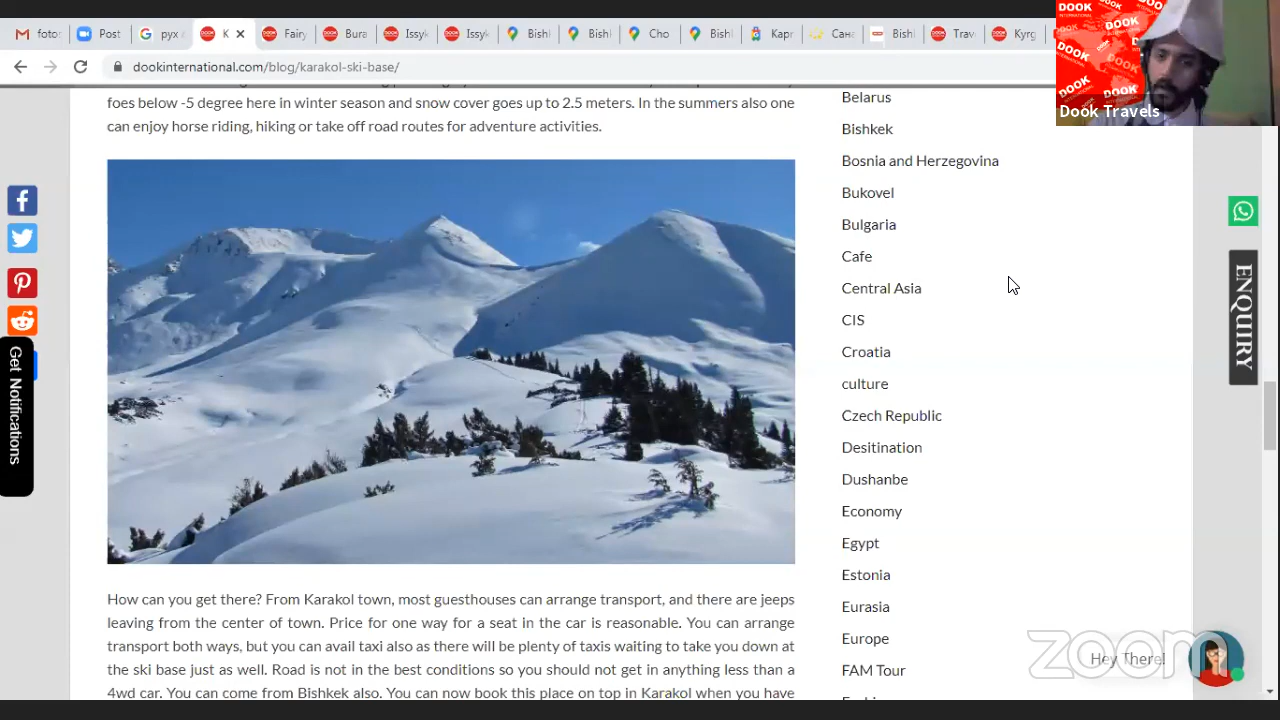 foto
Post
рух
K
Fairy
Bura
Issyk
Issyk
Bish
Bish
Cho
Bish
Карт
Сана
Bish
Trav
Kyrg
dookinternational.com/blog/karakol-ski-base/
DOOK
INTERNATIONAL
DOOK
Dook Travels
foes below -5 degree here in winter season and snow cover goes up to 2.5 meters. In the summers also one
can enjoy horse riding, hiking or take off road routes for adventure activities.
Get Notifications
How can you get there? From Karakol town, most guesthouses can arrange transport, and there are jeeps
leaving from the center of town. Price for one way for a seat in the car is reasonable. You can arrange
transport both ways, but you can avail taxi also as there will be plenty of taxis waiting to take you down at
the ski base just as well. Road is not in the best conditions so you should not get in anything less than a
4wd car. You can come from Bishkek also. You can now book this place on top in Karakol when you have
Belarus
Bishkek
Bosnia and Herzegovina
Bukovel
Bulgaria
Cafe
Central Asia
CIS
Croatia
culture
Czech Republic
Desitination
Dushanbe
Economy
Egypt
Estonia
Eurasia
Europe
FAM Tour
ENQUIRY
Hey There!
zoom